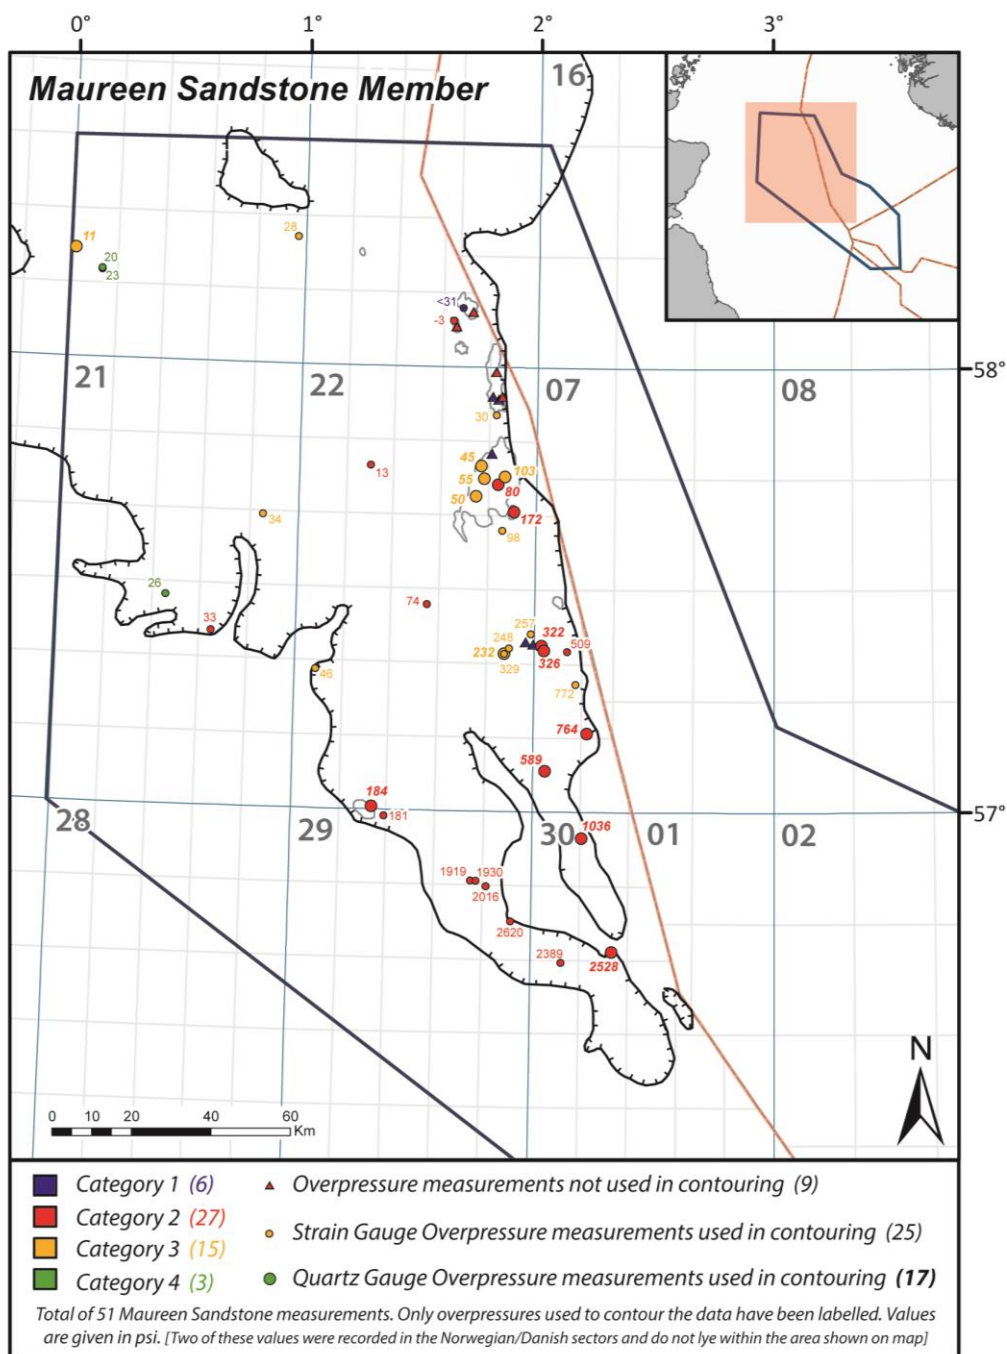 0° 1° 2° 3°
Maureen Sandstone Member
16
11
28
20
23
<31
-3
58°
21 22 07 08
30
45
103
13
55
80
50
34
172
98
26
74
33
257
322
248
509
232
326
329
46
772
764
589
184
57°
181
28 29 30 01 02
1036
1919 1930
2016
2620
2389
2528
N
0 10 20 40 60
Km
Category 1 (6)
Overpressure measurements not used in contouring (9)
Category 2 (27)
Strain Gauge Overpressure measurements used in contouring (25)
Category 3 (15)
Category 4 (3)
Quartz Gauge Overpressure measurements used in contouring (17)
Total of 51 Maureen Sandstone measurements. Only overpressures used to contour the data have been labelled. Values
are given in psi. [Two of these values were recorded in the Norwegian/Danish sectors and do not lye within the area shown on map]